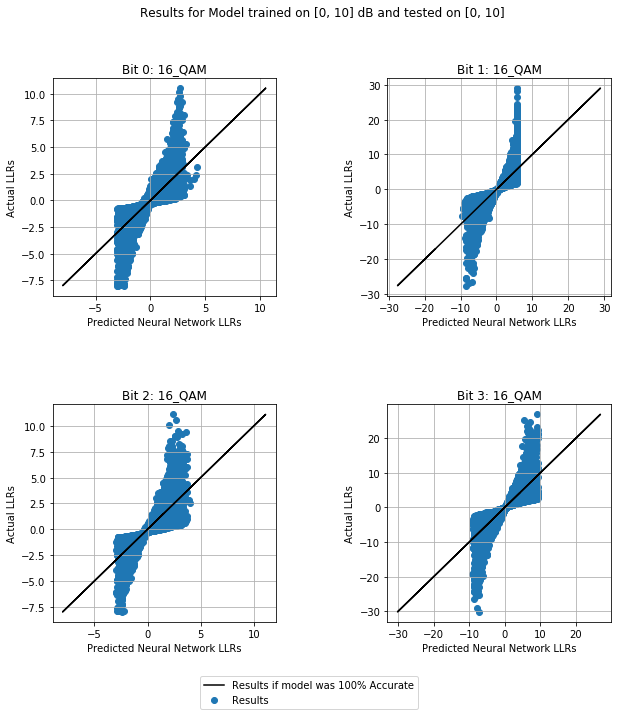 Results for Model trained on [0, 10] dB and tested on [0, 10]
Bit 0: 16_QAM
10.0
7.5
5.0
2.5
0.0
−2.5
−5.0
−7.5
Actual LLRs
−5 0 5 10
Predicted Neural Network LLRs
Bit 1: 16_QAM
30
20
10
0
−10
−20
−30
Actual LLRs
−30 −20 −10 0 10 20 30
Predicted Neural Network LLRs
Bit 2: 16_QAM
10.0
7.5
5.0
2.5
0.0
−2.5
−5.0
−7.5
Actual LLRs
−5 0 5 10
Predicted Neural Network LLRs
Bit 3: 16_QAM
20
10
0
−10
−20
−30
Actual LLRs
−30 −20 −10 0 10 20
Predicted Neural Network LLRs
Results if model was 100% Accurate
Results